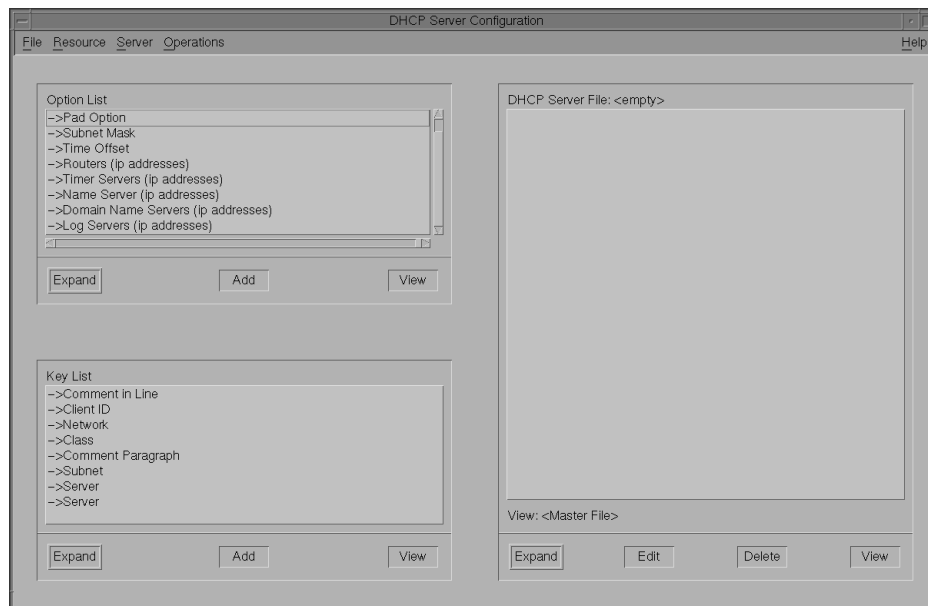 DHCP Server Configuration
File Resource Server Operations Help
Option List
->Pad Option
->Subnet Mask
->Time Offset
->Routers (ip addresses)
->Timer Servers (ip addresses)
->Name Server (ip addresses)
->Domain Name Servers (ip addresses)
->Log Servers (ip addresses)
Expand Add View
Key List
->Comment in Line
->Client ID
->Network
->Class
->Comment Paragraph
->Subnet
->Server
->Server
Expand Add View
DHCP Server File: <empty>
View: <Master File>
Expand Edit Delete View